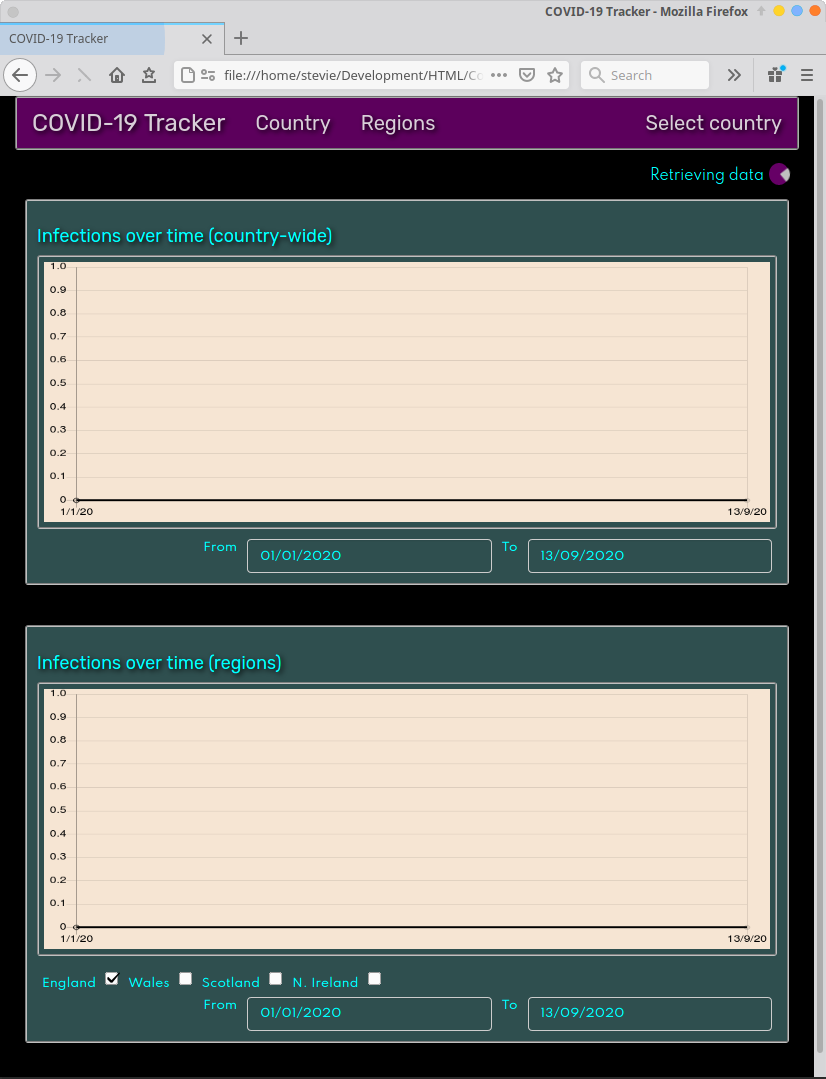 COVID-19 Tracker - Mozilla Firefox
COVID-19 Tracker
file:///home/stevie/Development/HTML/Co
Search
COVID-19 Tracker Country Regions Select country
Retrieving data
Infections over time (country-wide)
1.0
0.9
0.8
0.7
0.6
0.5
0.4
0.3
0.2
0.1
0
1/1/20 13/9/20
From 01/01/2020 To 13/09/2020
Infections over time (regions)
1.0
0.9
0.8
0.7
0.6
0.5
0.4
0.3
0.2
0.1
0
1/1/20 13/9/20
England Wales Scotland N. Ireland
From 01/01/2020 To 13/09/2020